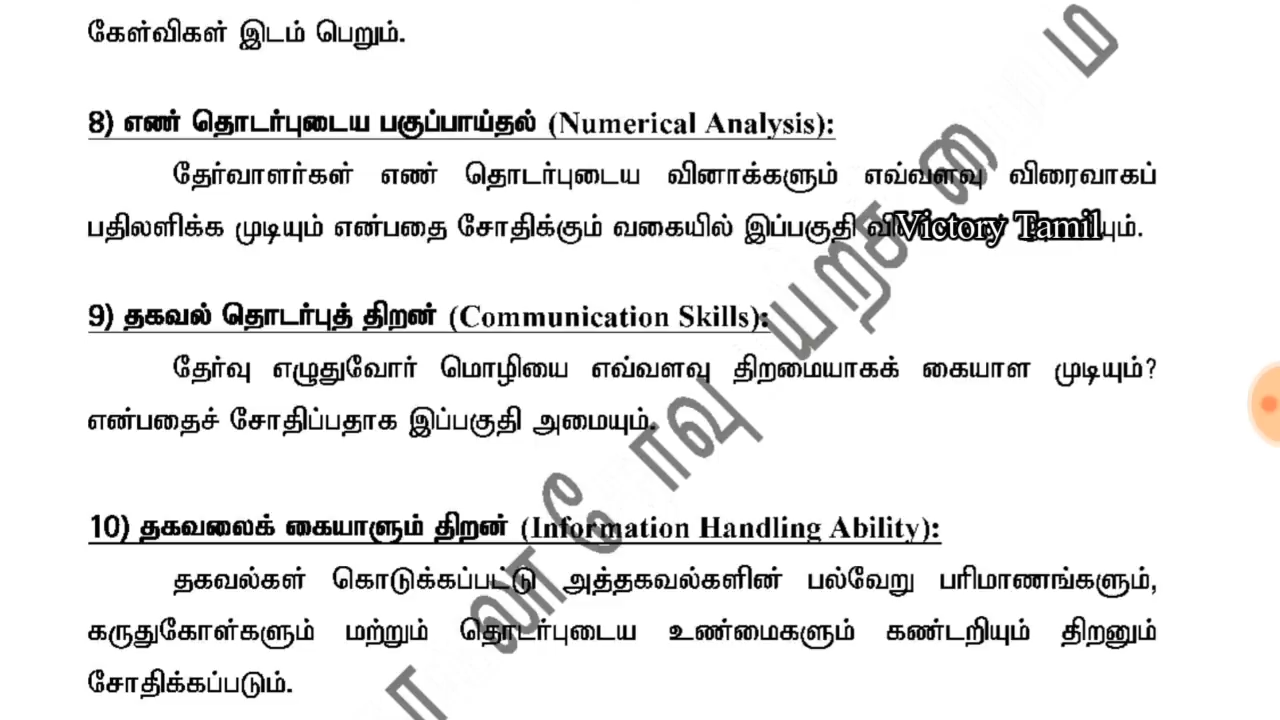 கேள்விகள் இடம் பெறும்.
8) எண் தொடர்புடைய பகுப்பாய்தல் (Numerical Analysis):
தேர்வாளர்கள் எண் தொடர்புடைய வினாக்களும் எவ்வளவு விரைவாகப்
பதிலளிக்க முடியும் என்பதை சோதிக்கும் வகையில் இப்பகுதி Victory Tamil
9) தகவல் தொடர்புத் திறன் (Communication Skills):
தேர்வு எழுதுவோர் மொழியை எவ்வளவு திறமையாகக் கையாள முடியும்?
என்பதைச் சோதிப்பதாக இப்பகுதி அமையும்.
10) தகவலைக் கையாளும் திறன் (Information Handling Ability):
தகவல்கள் கொடுக்கப்பட்டு அத்தகவல்களின் பல்வேறு பரிமாணங்களும்,
கருதுகோள்களும் மற்றும் தொடர்புடைய உண்மைகளும் கண்டறியும் திறனும்
சோதிக்கப்படும்.